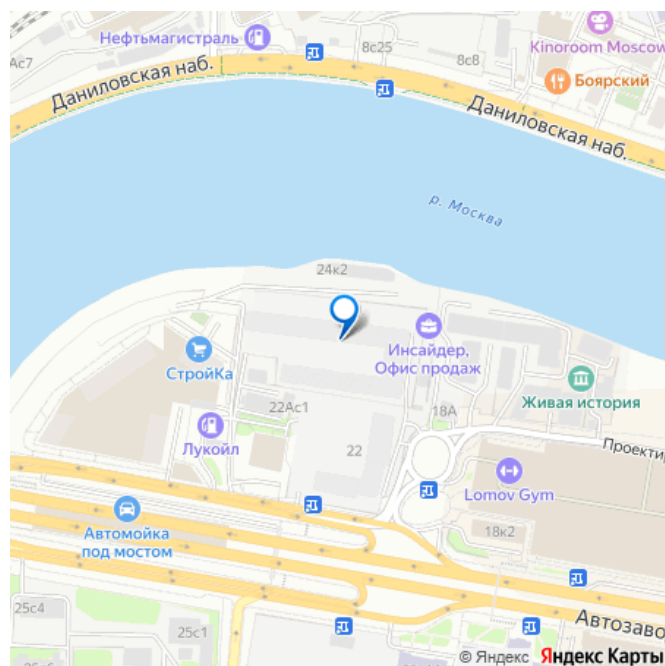 Нефтьмагистраль
8с25
8с8
Kinoroom Moscow
Ас7
Боярский
Даниловская наб.
Даниловская наб.
р. Москва
24к2
Инсайдер,
Офис продаж
СтройКа
Живая история
22Ас1
18А
Лукойл
22
Проектир
Lomov Gym
Автомойка
под мостом
18к2
25с4
25с1
Автозаво
© Яндекс Яндекс Карты